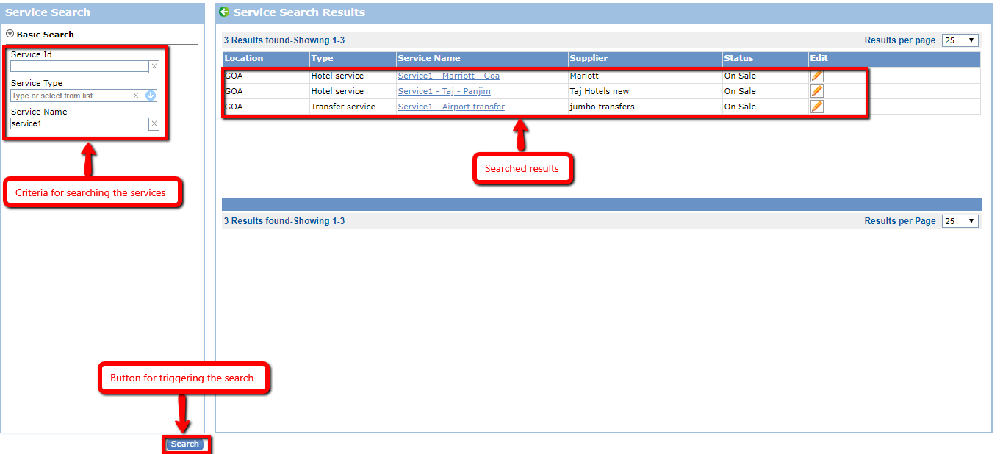 Service Search
Basic Search
Service Id
Service Type
Type or select from list
Service Name
service1
Criteria for searching the services
Button for triggering the search
Search
Service Search Results
3 Results found-Showing 1-3 Results per page 25
Location Type Service Name Supplier Status Edit
GOA Hotel service Service1 - Marriott - Goa Mariott On Sale
GOA Hotel service Service1 - Taj - Panjim Taj Hotels new On Sale
GOA Transfer service Service1 - Airport transfer jumbo transfers On Sale
Searched results
3 Results found-Showing 1-3 Results per Page 25